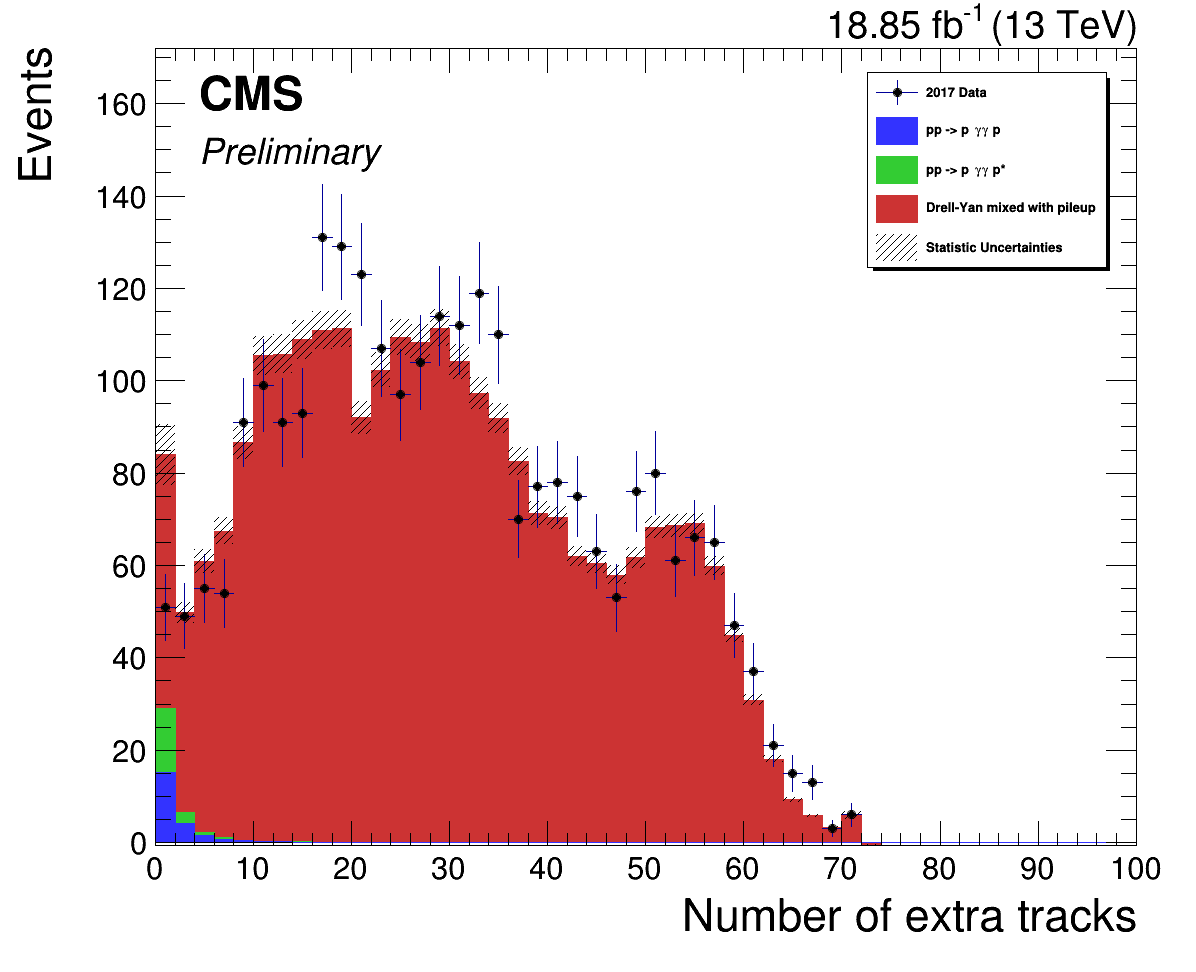 18.85 fb⁻¹ (13 TeV)
Events
CMS
Preliminary
2017 Data
pp -> p γγ p
pp -> p γγ p*
Drell-Yan mixed with pileup
Statistic Uncertainties
160
140
120
100
80
60
40
20
0
0 10 20 30 40 50 60 70 80 90 100
Number of extra tracks